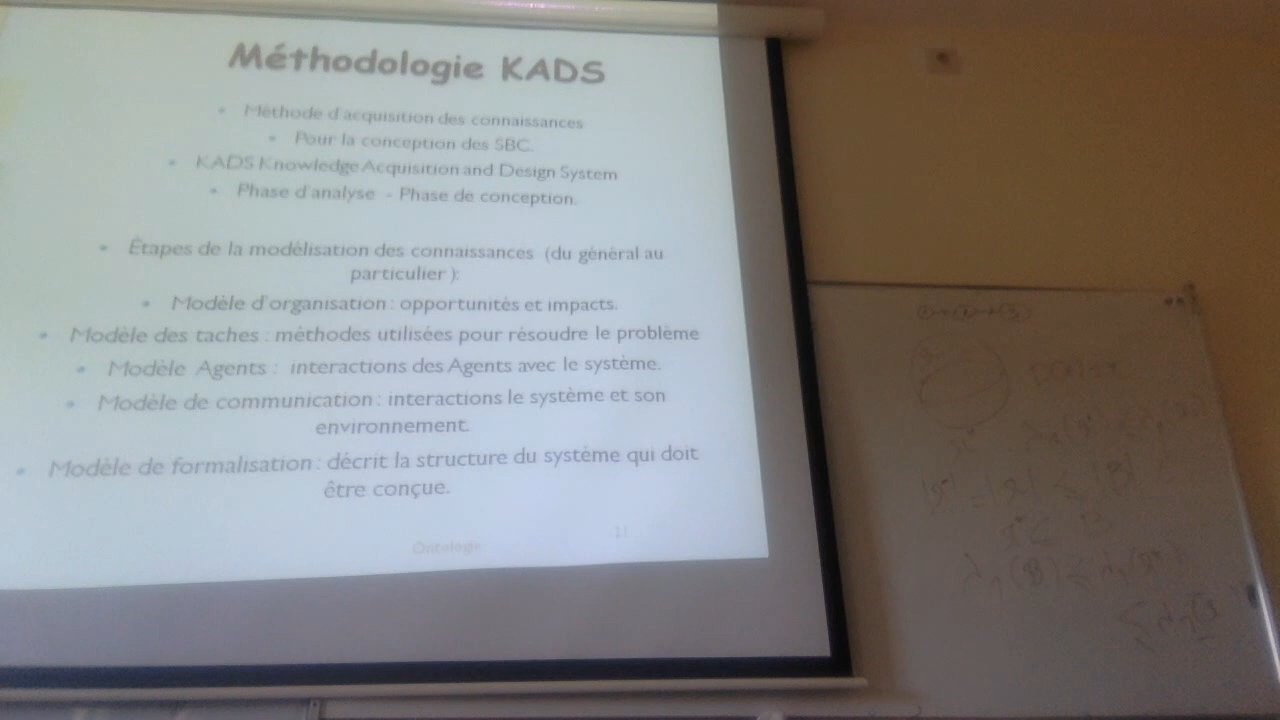 Méthodologie KADS
• Méthode d'acquisition des connaissances
• Pour la conception des SBC.
• KADS Knowledge Acquisition and Design System
• Phase d'analyse - Phase de conception.
• Étapes de la modélisation des connaissances (du général au
particulier ):
• Modèle d'organisation : opportunités et impacts.
• Modèle des taches : méthodes utilisées pour résoudre le problème
• Modèle Agents : interactions des Agents avec le système.
• Modèle de communication : interactions le système et son
environnement.
• Modèle de formalisation : décrit la structure du système qui doit
être conçue.
Ontologie